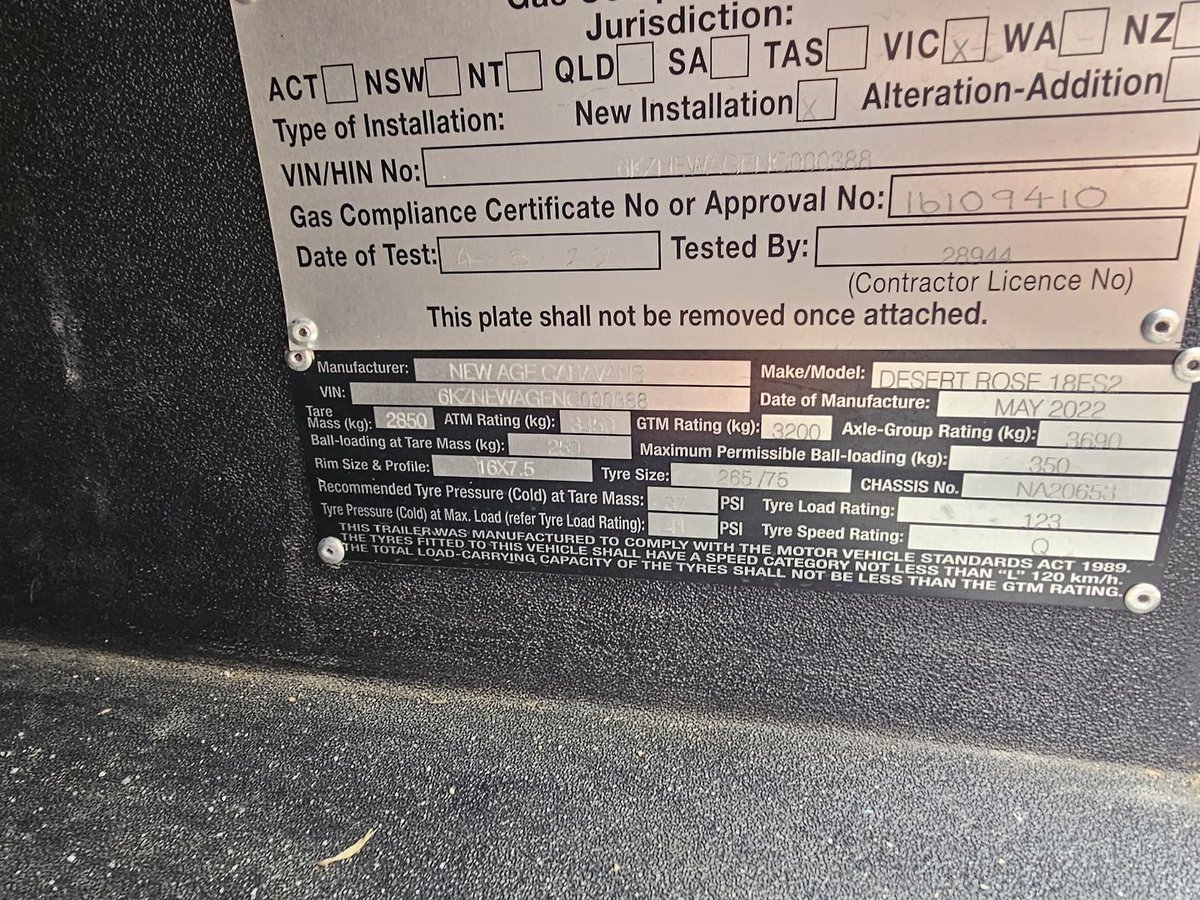 Jurisdiction:
ACT NSW NT QLD SA TAS VIC x WA NZ
Type of Installation: New Installation x Alteration-Addition
VIN/HIN No: 6KZNEWAGENC000388
Gas Compliance Certificate No or Approval No: 16109410
Date of Test: 4-5-22 Tested By: 28944
(Contractor Licence No)
This plate shall not be removed once attached.
Manufacturer: NEW AGE CARAVANS Make/Model: DESERT ROSE 18ES2
VIN: 6KZNEWAGENC000388 Date of Manufacture: MAY 2022
Tare Mass (kg): 2850 ATM Rating (kg): GTM Rating (kg): 3200 Axle-Group Rating (kg): 3690
Ball-loading at Tare Mass (kg): 250 Maximum Permissible Ball-loading (kg): 350
Rim Size & Profile: 16X7.5 Tyre Size: 265/75 CHASSIS No. NA20653
Recommended Tyre Pressure (Cold) at Tare Mass: 37 PSI Tyre Load Rating: 123
Tyre Pressure (Cold) at Max. Load (refer Tyre Load Rating): 41 PSI Tyre Speed Rating: Q
THIS TRAILER WAS MANUFACTURED TO COMPLY WITH THE MOTOR VEHICLE STANDARDS ACT 1989.
THE TYRES FITTED TO THIS VEHICLE SHALL HAVE A SPEED CATEGORY NOT LESS THAN "L" 120 km/h.
THE TOTAL LOAD-CARRYING CAPACITY OF THE TYRES SHALL NOT BE LESS THAN THE GTM RATING.